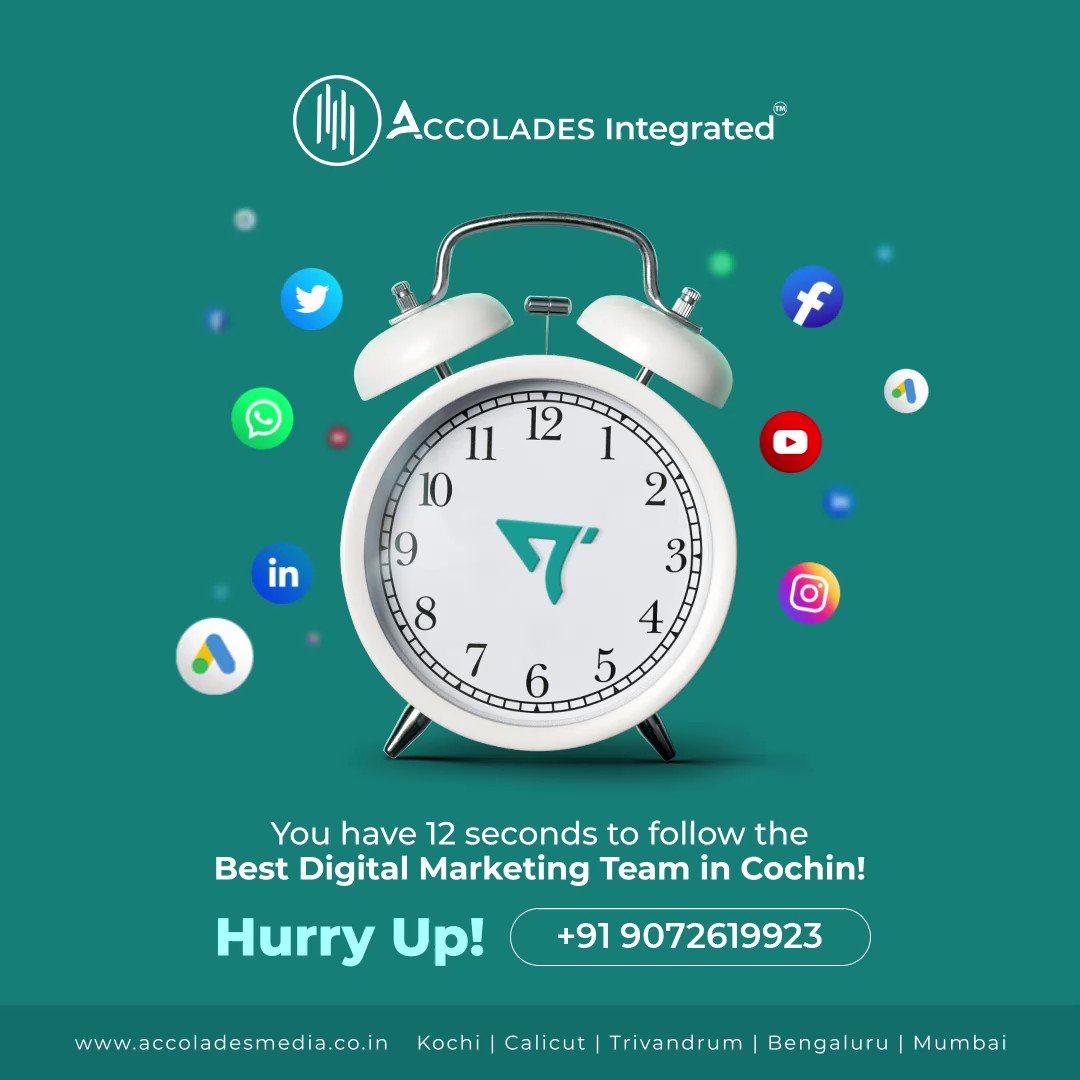 ACCOLADES Integrated™
12
11 1
10 2
9 3
8 4
7 5
6
in
You have 12 seconds to follow the
Best Digital Marketing Team in Cochin!
Hurry Up! +91 9072619923
www.accoladesmedia.co.in Kochi | Calicut | Trivandrum | Bengaluru | Mumbai